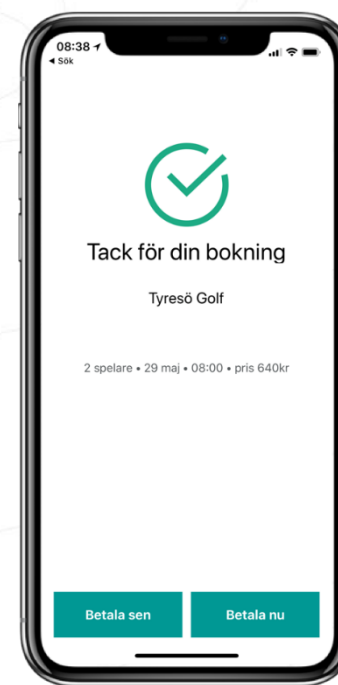 08:38
Sök
Tack för din bokning
Tyresö Golf
2 spelare • 29 maj • 08:00 • pris 640kr
Betala sen
Betala nu